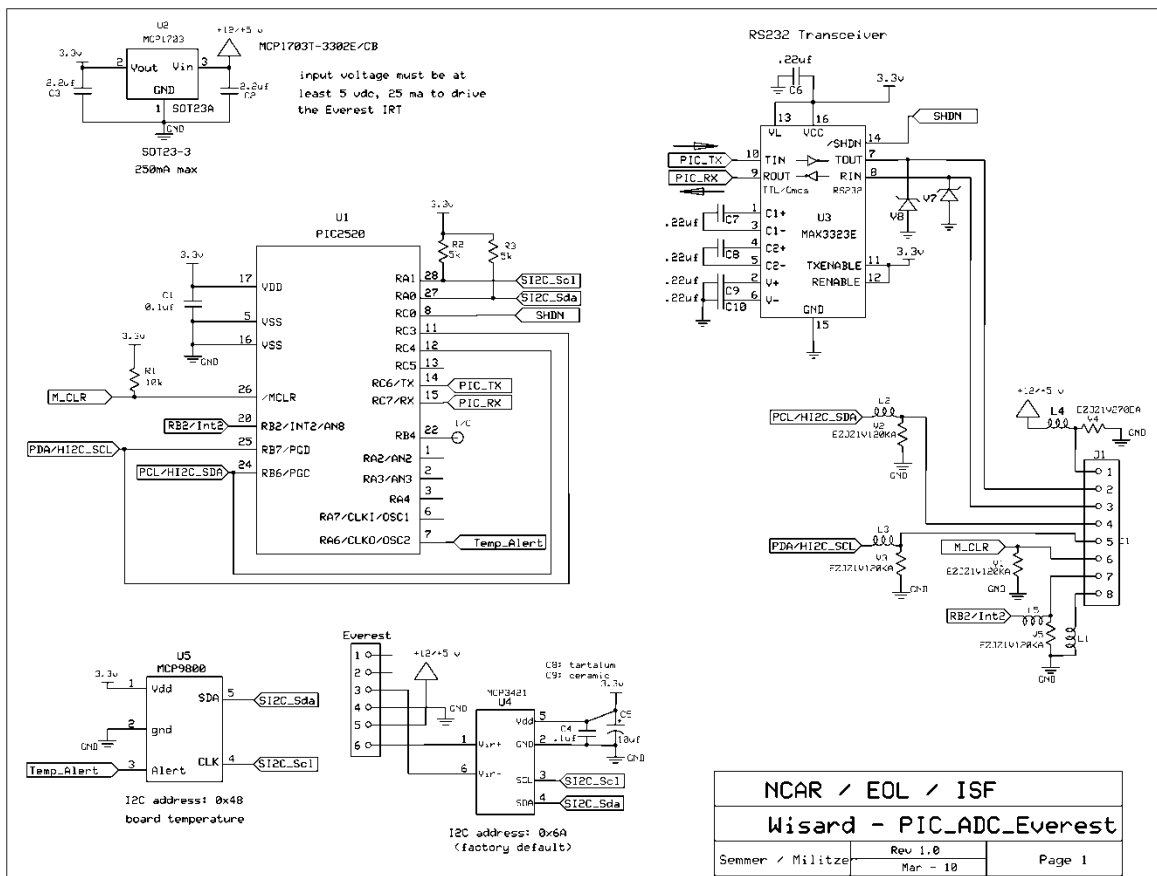 U2
MCP1703
+12/+5 v
MCP1703T-3302E/CB
3.3v
2 Vout Vin 3
2.2uf
C3
GND
2.2uf
C2
1 SOT23A
GND
SOT23-3
250mA max
input voltage must be at
least 5 vdc, 25 ma to drive
the Everest IRT
RS232 Transceiver
.22uf
C6
3.3v
13 16
VL VCC
/SHDN 14 SHDN
PIC_TX 10 TIN TOUT 7
PIC_RX 9 ROUT RIN 8
TTL/Cmos RS232
V8 V7
U3
MAX3323E
.22uf C7 1 C1+
3 C1-
.22uf C8 4 C2+
5 C2-
.22uf C9 2 V+
.22uf C10 6 V-
TXENABLE 11 3.3v
RENABLE 12
GND
15
U1
PIC2520
3.3v
R2
5k
R3
5k
3.3v
17 VDD
C1
0.1uf
5 VSS
16 VSS
GND
3.3v
R1
10k
M_CLR 26 /MCLR
RB2/Int2 20 RB2/INT2/AN8
PDA/HI2C_SCL 25 RB7/PGD
PCL/HI2C_SDA 24 RB6/PGC
RA1 28 SI2C_Scl
RA0 27 SI2C_Sda
RC0 8 SHDN
RC3 11
RC4 12
RC5 13
RC6/TX 14 PIC_TX
RC7/RX 15 PIC_RX
RB4 22
RA2/AN2 1
RA3/AN3 2
RA4 3
RA7/CLKI/OSC1 6
RA6/CLKO/OSC2 7 Temp_Alert
+12/+5 v
L4
EZJZ1V270EA
V4
GND
PCL/HI2C_SDA L2
V2
EZJZ1V120KA
GND
J1
1
2
3
4
5
6
7
8
PDA/HI2C_SCL L3
V3
EZJZ1V120KA
GND
M_CLR
V1
EZJZ1V120KA
RB2/Int2 L5
V5
EZJZ1V120KA
L1
GND
U5
MCP9800
3.3v
1 Vdd
SDA 5 SI2C_Sda
2 gnd
GND
CLK 4 SI2C_Scl
Temp_Alert 3 Alert
I2C address: 0x48
board temperature
Everest
1
2
3
4
5
6
+12/+5 v
GND
C8: tantalum
C9: ceramic
3.3v
MCP3421
U4
Vdd 5
C4
.1uf
C5
10uf
1 Vin+
GND 2
GND
6 Vin-
SCL 3 SI2C_Scl
SDA 4 SI2C_Sda
I2C address: 0x6A
(factory default)
NCAR / EOL / ISF
Wisard - PIC_ADC_Everest
Semmer / Militzer
Rev 1.0
Mar - 10
Page 1